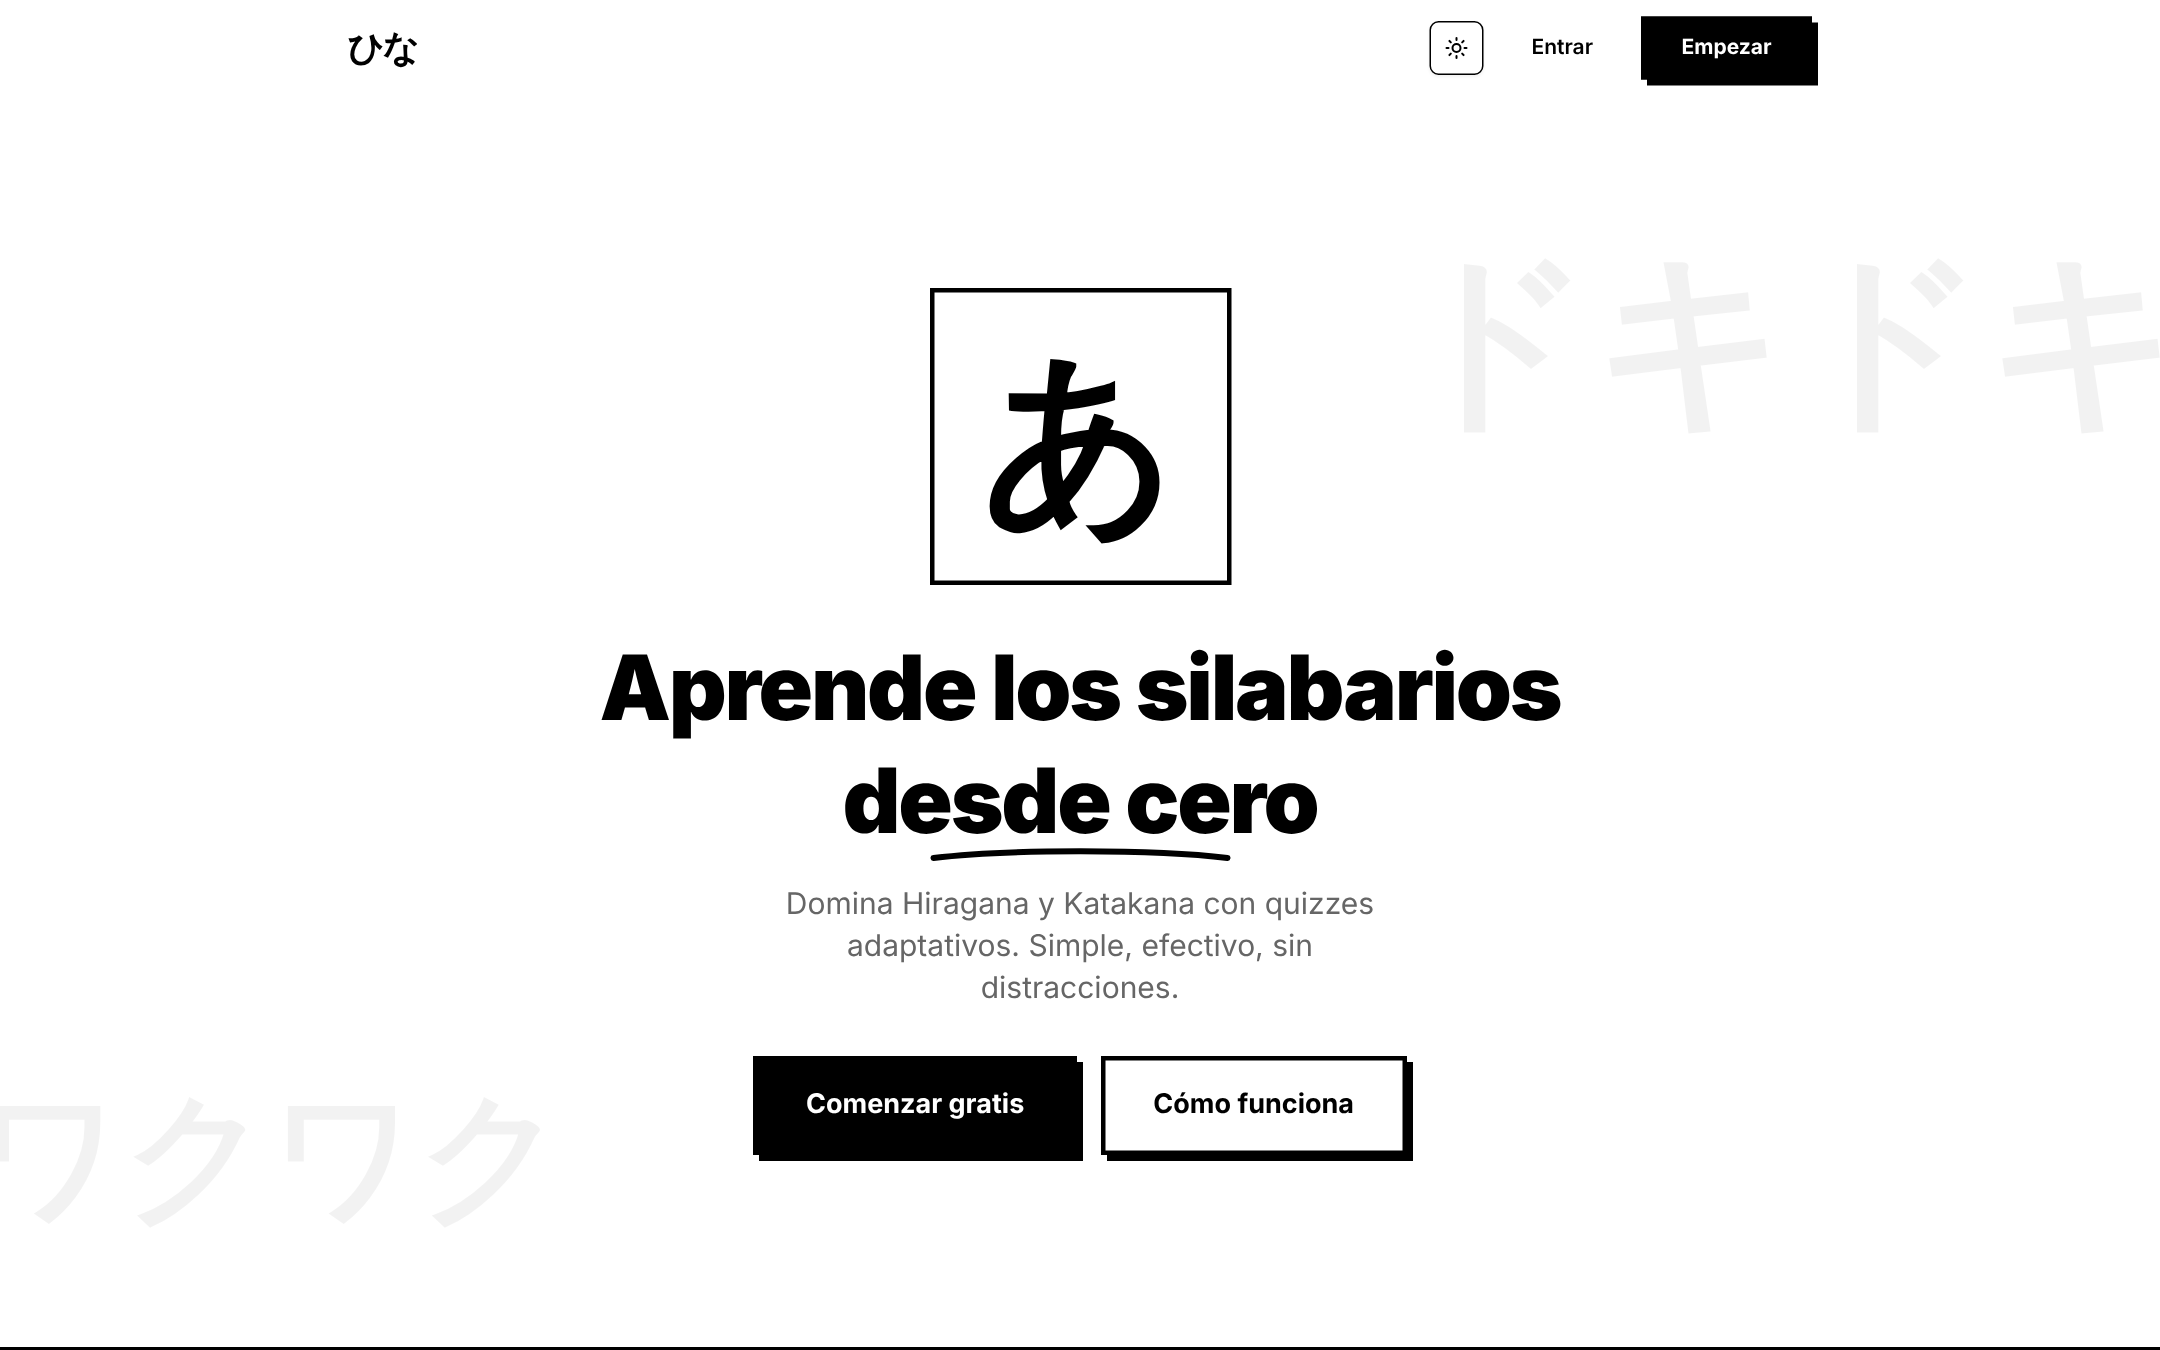 ひな
Entrar
Empezar
ドキドキ
あ
Aprende los silabarios
desde cero
Domina Hiragana y Katakana con quizzes
adaptativos. Simple, efectivo, sin
distracciones.
Comenzar gratis
Cómo funciona
ワクワク